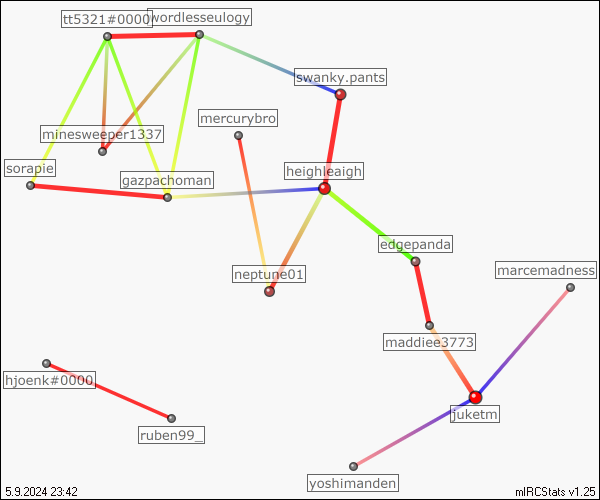 tt5321#0000
wordlesseulogy
swanky.pants
mercurybro
minesweeper1337
sorapie
gazpachoman
heighleaigh
edgepanda
neptune01
marcemadness
maddiee3773
hjoenk#0000
juketm
ruben99_
yoshimanden
5.9.2024 23:42
mIRCStats v1.25